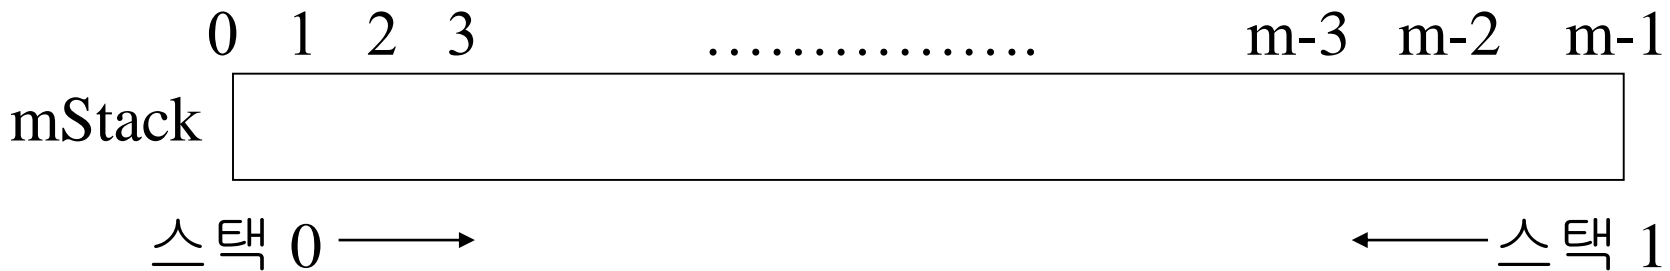 0 1 2 3 ................ m-3 m-2 m-1
mStack
스택 0 스택 1